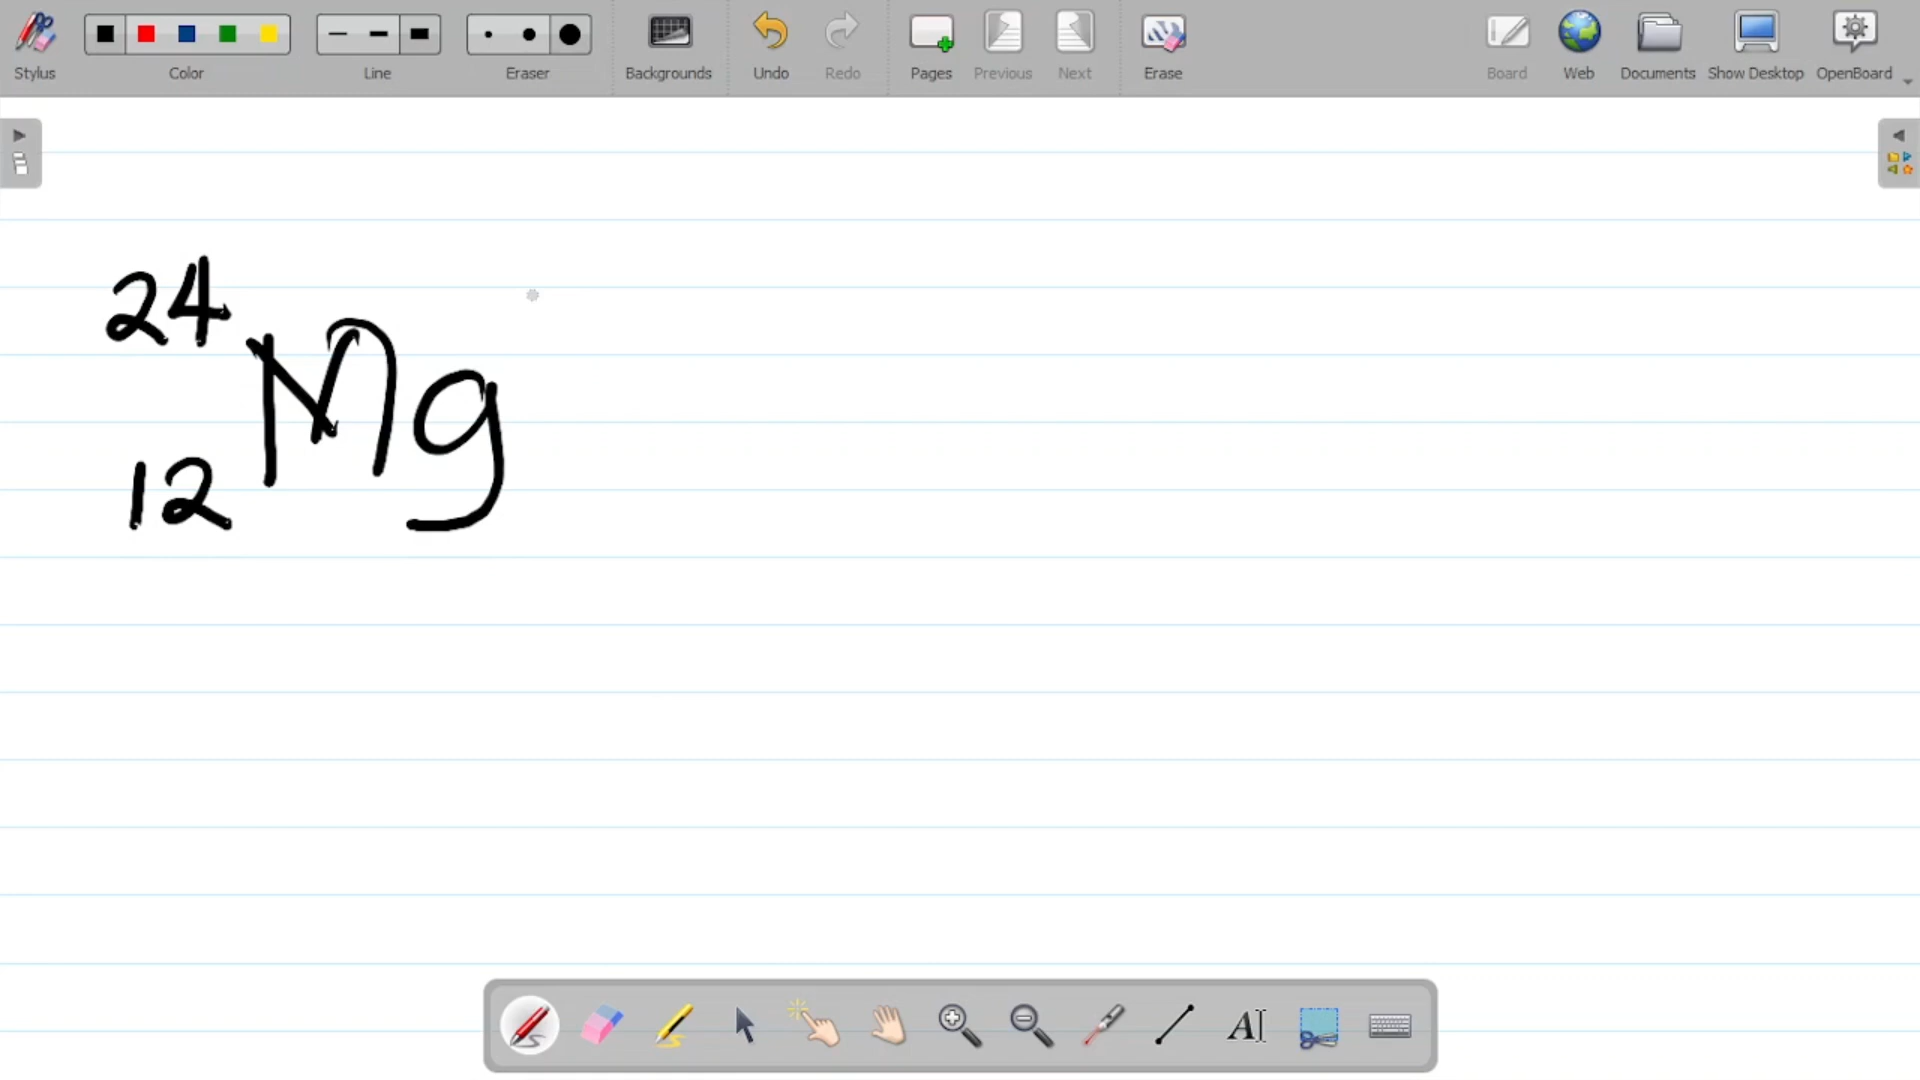 Stylus Color Line Eraser Backgrounds Undo Redo Pages Previous Next Erase Board Web Documents Show Desktop OpenBoard
24
Mg
12